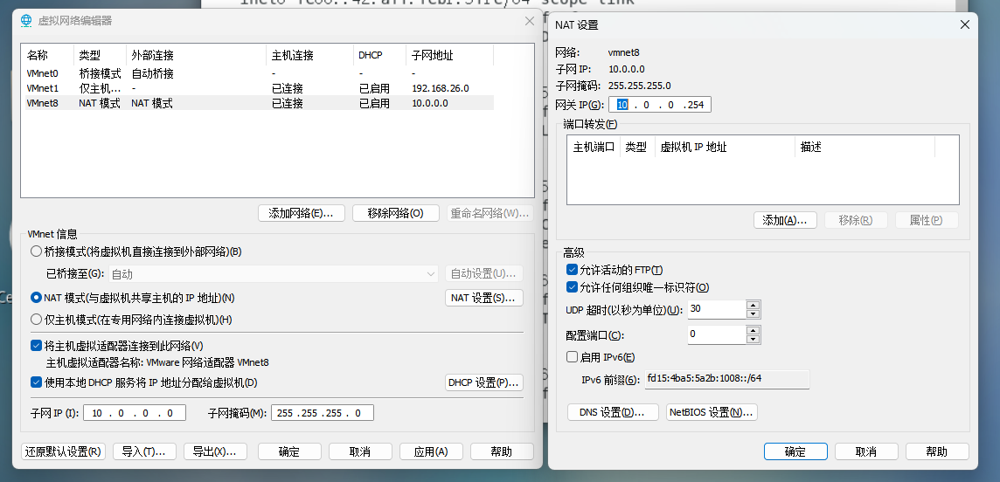 虚拟网络编辑器
名称 类型 外部连接 主机连接 DHCP 子网地址
VMnet0 桥接模式 自动桥接 - - -
VMnet1 仅主机... - 已连接 已启用 192.168.26.0
VMnet8 NAT 模式 NAT 模式 已连接 已启用 10.0.0.0
添加网络(E)... 移除网络(O) 重命名网络(W)...
VMnet 信息
桥接模式(将虚拟机直接连接到外部网络)(B)
已桥接至(G): 自动 自动设置(U)...
NAT 模式(与虚拟机共享主机的 IP 地址)(N) NAT 设置(S)...
仅主机模式(在专用网络内连接虚拟机)(H)
将主机虚拟适配器连接到此网络(V)
主机虚拟适配器名称: VMware 网络适配器 VMnet8
使用本地 DHCP 服务将 IP 地址分配给虚拟机(D) DHCP 设置(P)...
子网 IP (I): 10 . 0 . 0 . 0 子网掩码(M): 255 .255 .255 . 0
还原默认设置(R) 导入(T)... 导出(X)... 确定 取消 应用(A) 帮助
NAT 设置
网络: vmnet8
子网 IP: 10.0.0.0
子网掩码: 255.255.255.0
网关 IP(G): 10 . 0 . 0 .254
端口转发(F)
主机端口 类型 虚拟机 IP 地址 描述
添加(A)... 移除(R) 属性(P)
高级
允许活动的 FTP(T)
允许任何组织唯一标识符(O)
UDP 超时(以秒为单位)(U): 30
配置端口(C): 0
启用 IPv6(E)
IPv6 前缀(6): fd15:4ba5:5a2b:1008::/64
DNS 设置(D)... NetBIOS 设置(N)...
确定 取消 帮助